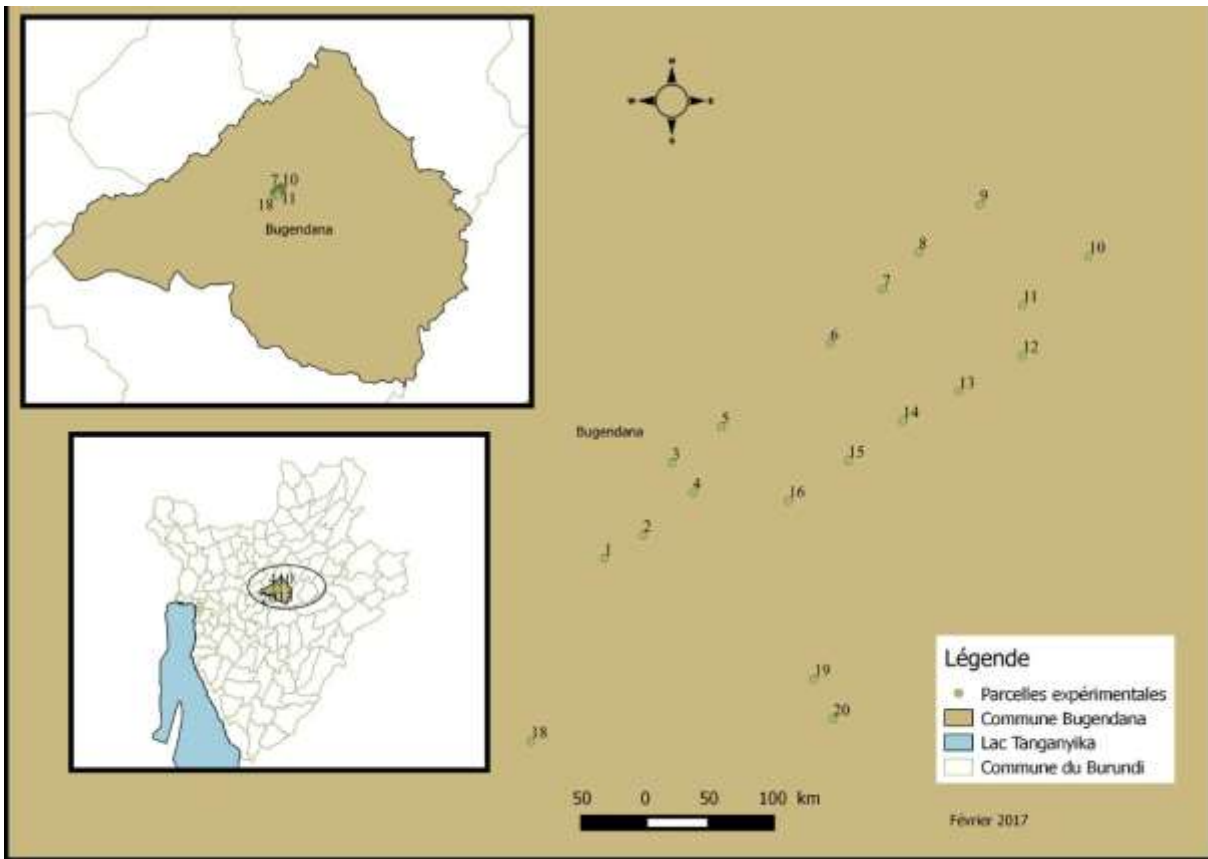 7 10
18 11
Bugendana
9
8
10
7
11
6
12
13
5
14
Bugendana
3
15
4
16
2
1
19
20
18
Légende
Parcelles expérimentales
Commune Bugendana
Lac Tanganyika
Commune du Burundi
50 0 50 100 km
Février 2017